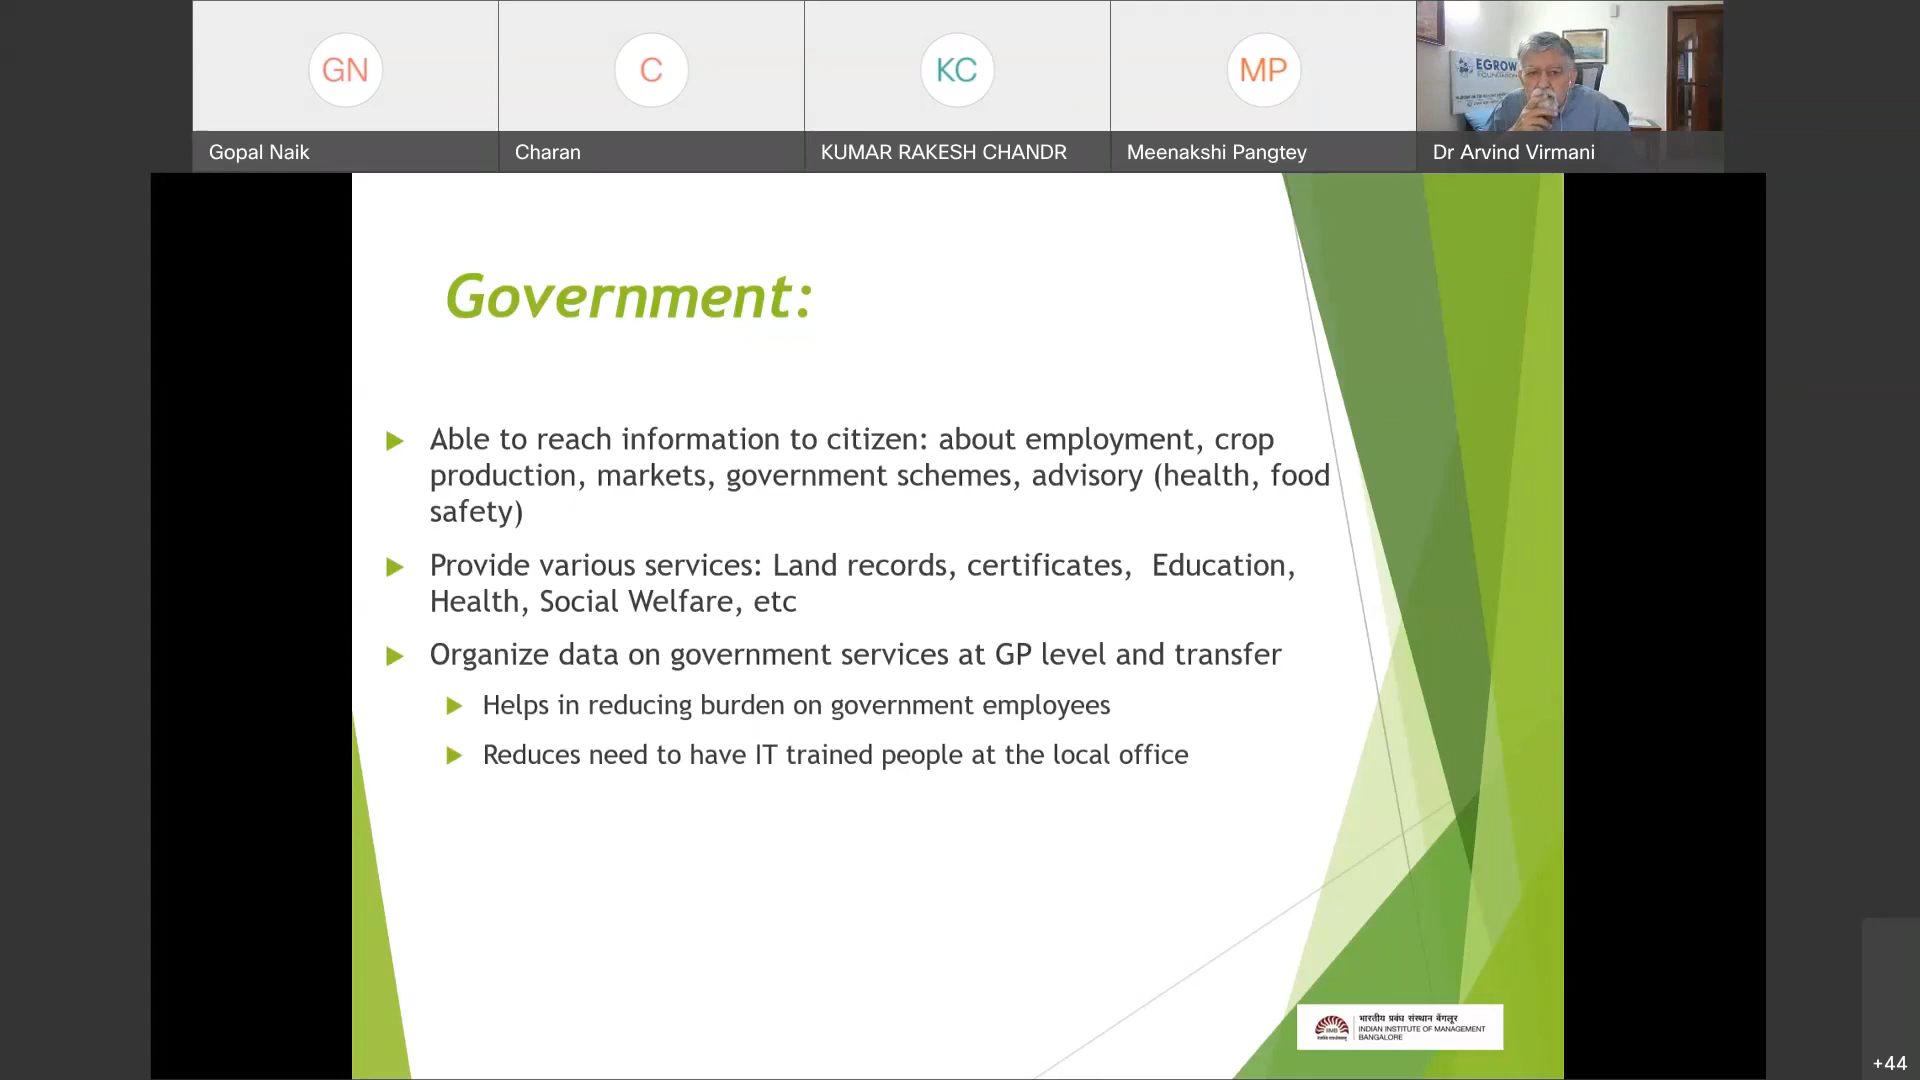 GN
C
KC
MP
EGROW
FOUNDATION
Gopal Naik
Charan
KUMAR RAKESH CHANDR
Meenakshi Pangtey
Dr Arvind Virmani
Government:
Able to reach information to citizen: about employment, crop
production, markets, government schemes, advisory (health, food
safety)
Provide various services: Land records, certificates,  Education,
Health, Social Welfare, etc
Organize data on government services at GP level and transfer
Helps in reducing burden on government employees
Reduces need to have IT trained people at the local office
भारतीय प्रबंध संस्थान बेंगलूर
INDIAN INSTITUTE OF MANAGEMENT
BANGALORE
+44